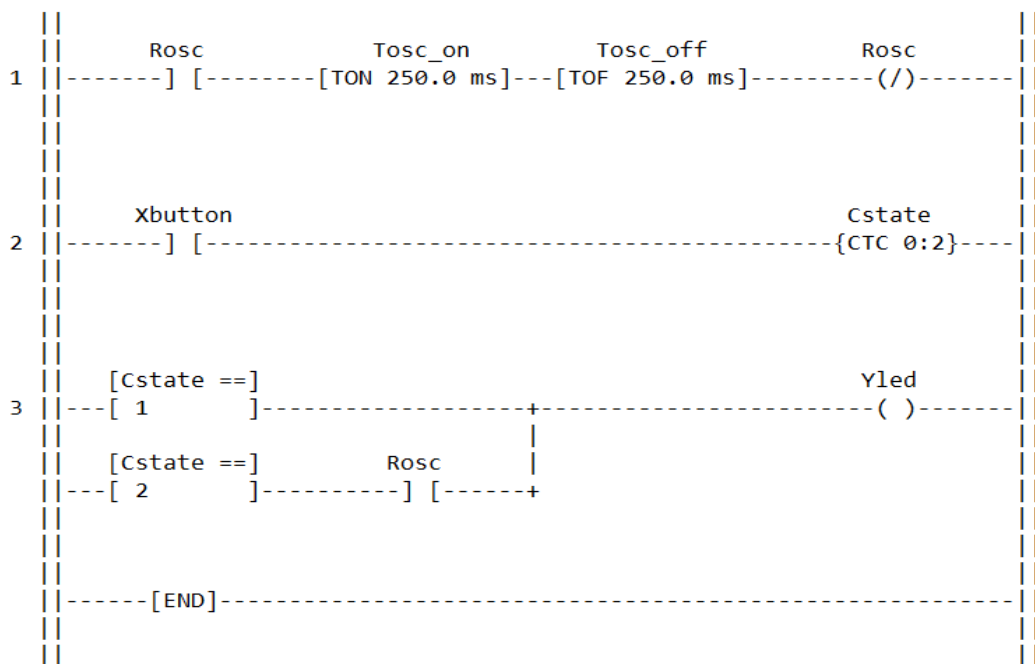 ||                                                                    ||
||      Rosc            Tosc_on         Tosc_off           Rosc       ||
1 ||-------] [--------[TON 250.0 ms]---[TOF 250.0 ms]---------(/)-------||
||                                                                    ||
||                                                                    ||
||                                                                    ||
||                                                                    ||
||     Xbutton                                            Cstate      ||
2 ||-------] [---------------------------------------------{CTC 0:2}----||
||                                                                    ||
||                                                                    ||
||                                                                    ||
||                                                                    ||
||   [Cstate ==]                                           Yled       ||
3 ||---[ 1       ]--------------------+------------------------( )-------||
||                                  |                                 ||
||   [Cstate ==]         Rosc       |                                 ||
||---[ 2       ]----------] [------+
||                                                                    ||
||                                                                    ||
||                                                                    ||
||------[END]---------------------------------------------------------||
||                                                                    ||
||                                                                    ||